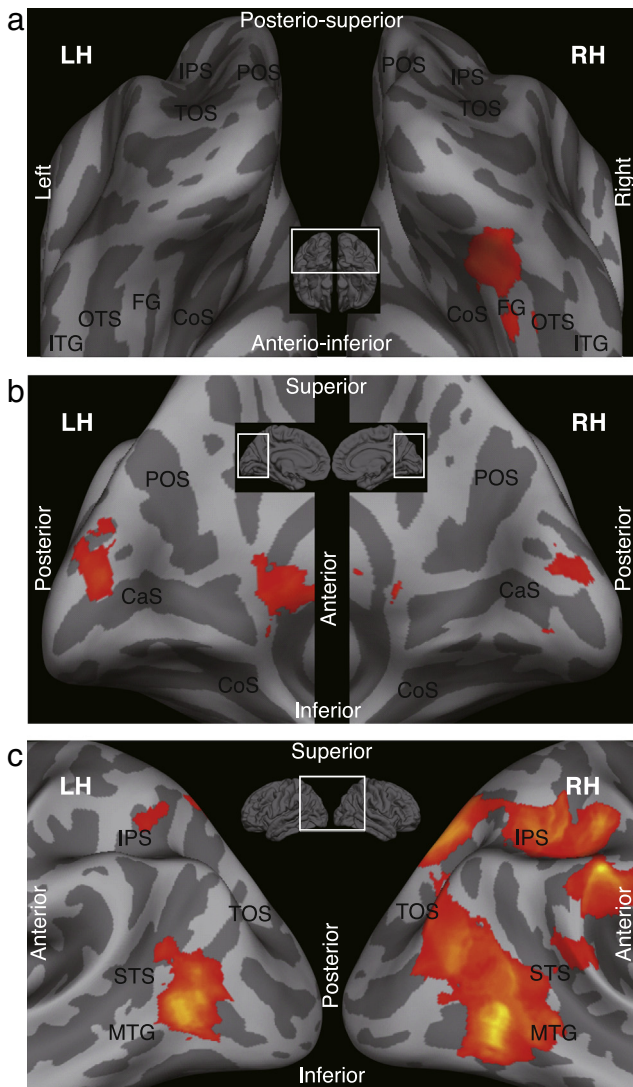 a
Posterio-superior
LH
RH
IPS
POS
POS
IPS
TOS
TOS
Left
Right
FG
OTS
CoS
ITG
CoS
FG
OTS
ITG
Anterio-inferior
b
Superior
LH
RH
POS
POS
Posterior
Anterior
Posterior
CaS
CaS
CoS
CoS
Inferior
c
Superior
LH
RH
IPS
IPS
TOS
TOS
Anterior
Posterior
Anterior
STS
STS
MTG
MTG
Inferior